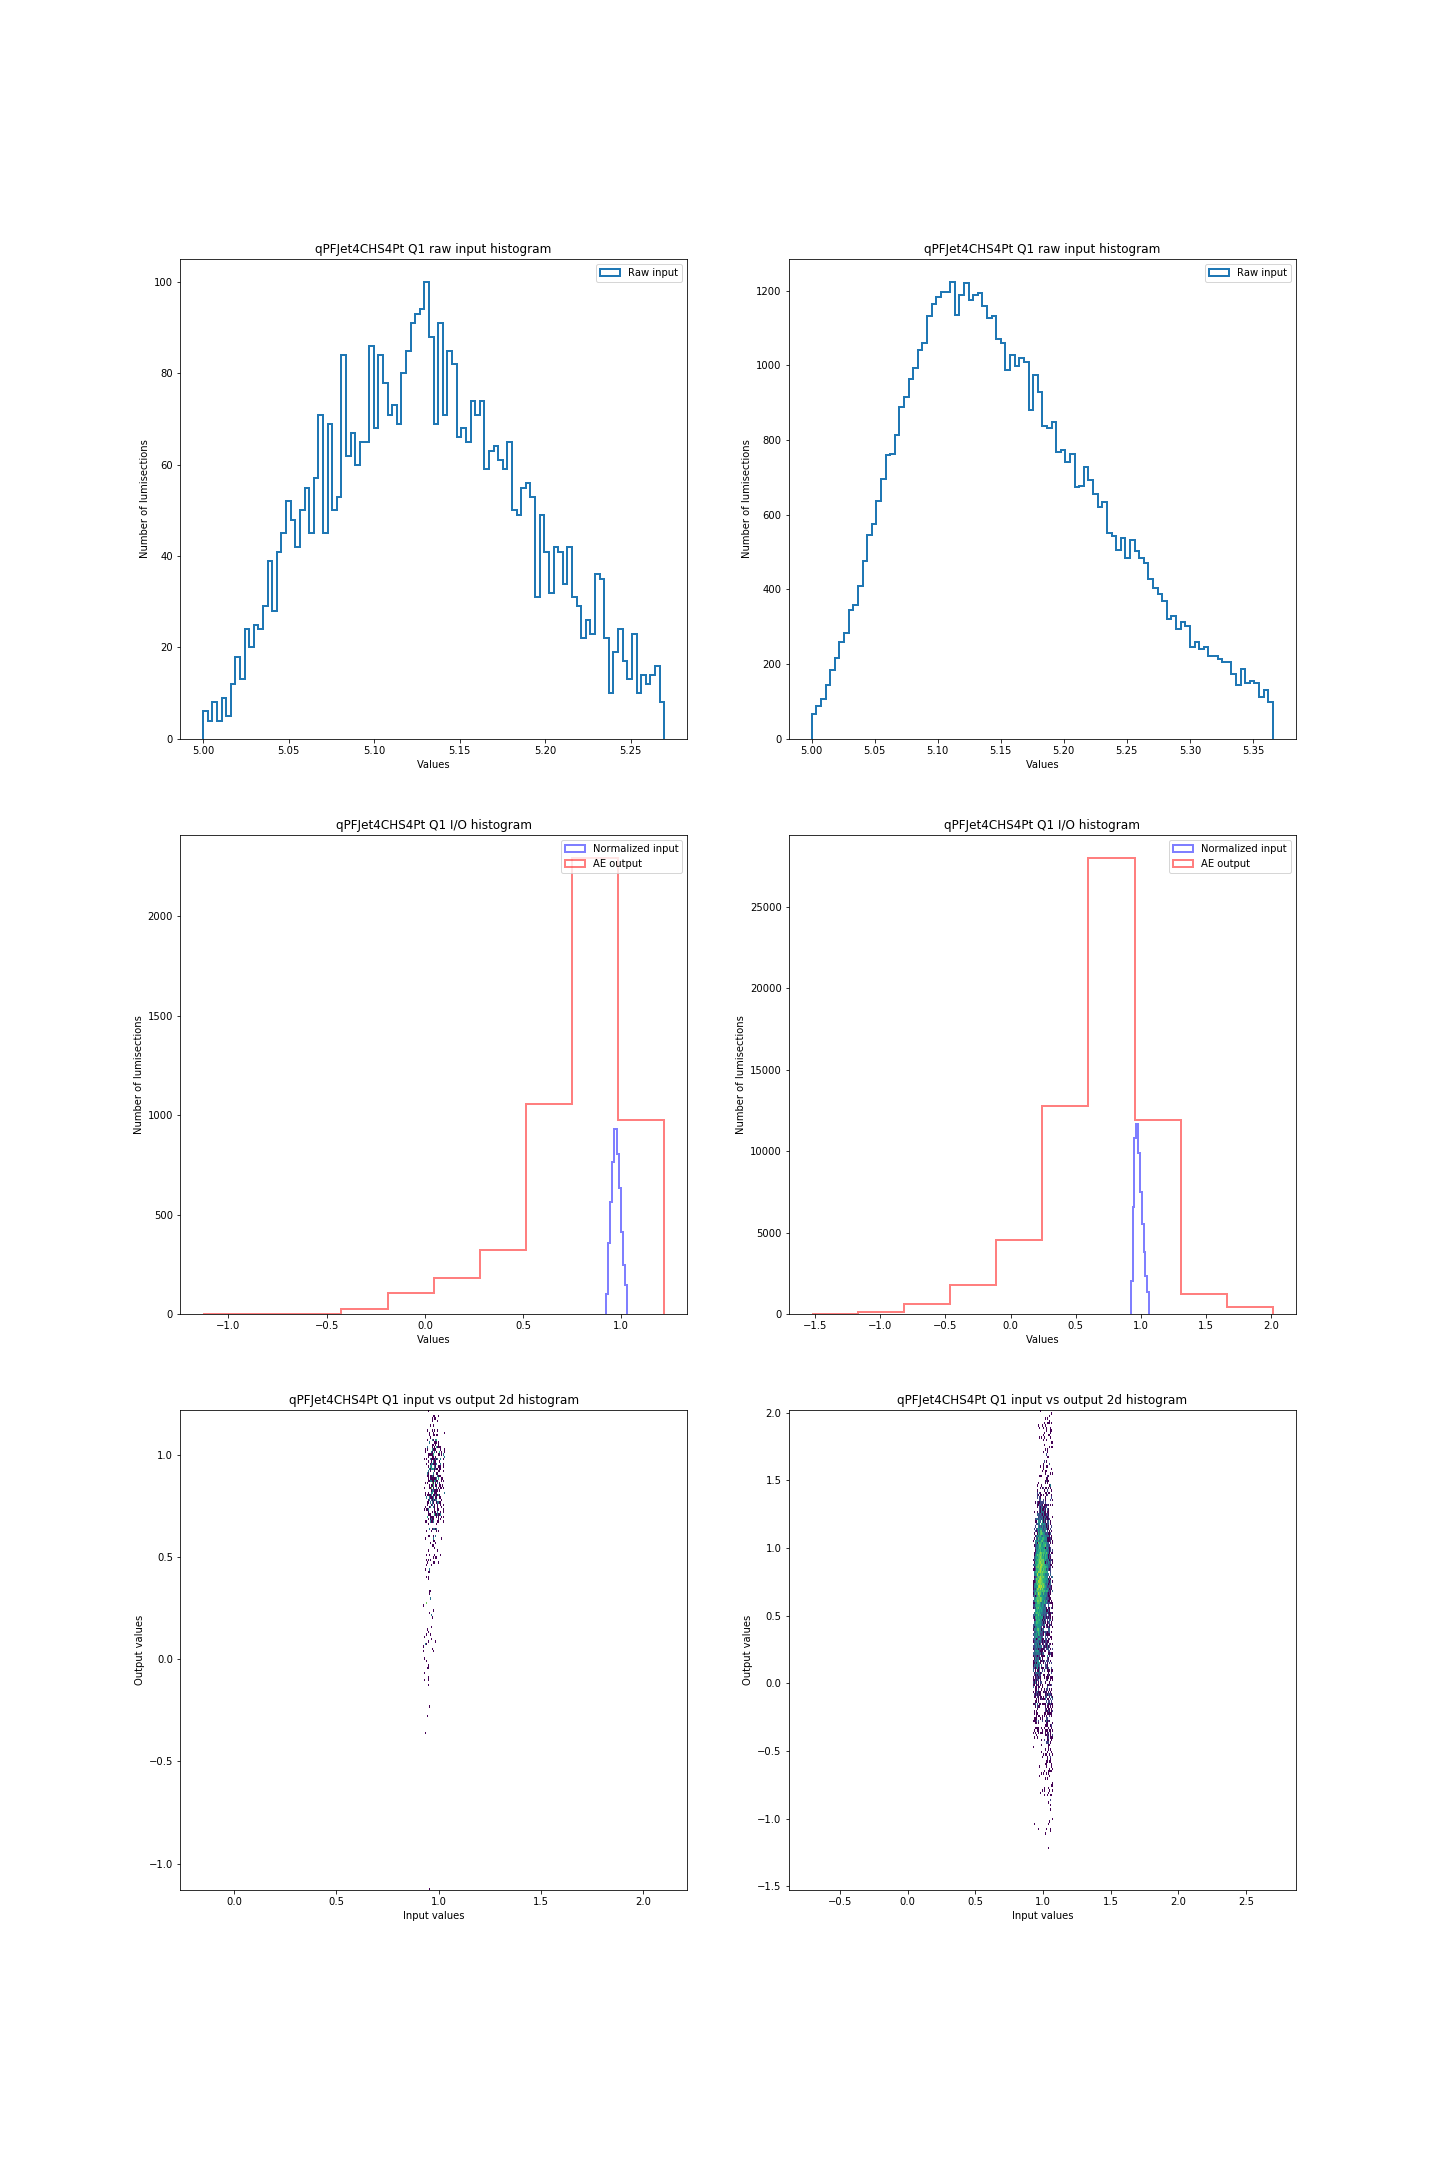 qPFJet4CHS4Pt Q1 raw input histogram
Raw input
Number of lumisections
100
80
60
40
20
0
5.00 5.05 5.10 5.15 5.20 5.25
Values
qPFJet4CHS4Pt Q1 raw input histogram
Raw input
Number of lumisections
1200
1000
800
600
400
200
0
5.00 5.05 5.10 5.15 5.20 5.25 5.30 5.35
Values
qPFJet4CHS4Pt Q1 I/O histogram
Normalized input
AE output
Number of lumisections
2000
1500
1000
500
0
−1.0 −0.5 0.0 0.5 1.0
Values
qPFJet4CHS4Pt Q1 I/O histogram
Normalized input
AE output
Number of lumisections
25000
20000
15000
10000
5000
0
−1.5 −1.0 −0.5 0.0 0.5 1.0 1.5 2.0
Values
qPFJet4CHS4Pt Q1 input vs output 2d histogram
Output values
1.0
0.5
0.0
−0.5
−1.0
0.0 0.5 1.0 1.5 2.0
Input values
qPFJet4CHS4Pt Q1 input vs output 2d histogram
Output values
2.0
1.5
1.0
0.5
0.0
−0.5
−1.0
−1.5
−0.5 0.0 0.5 1.0 1.5 2.0 2.5
Input values